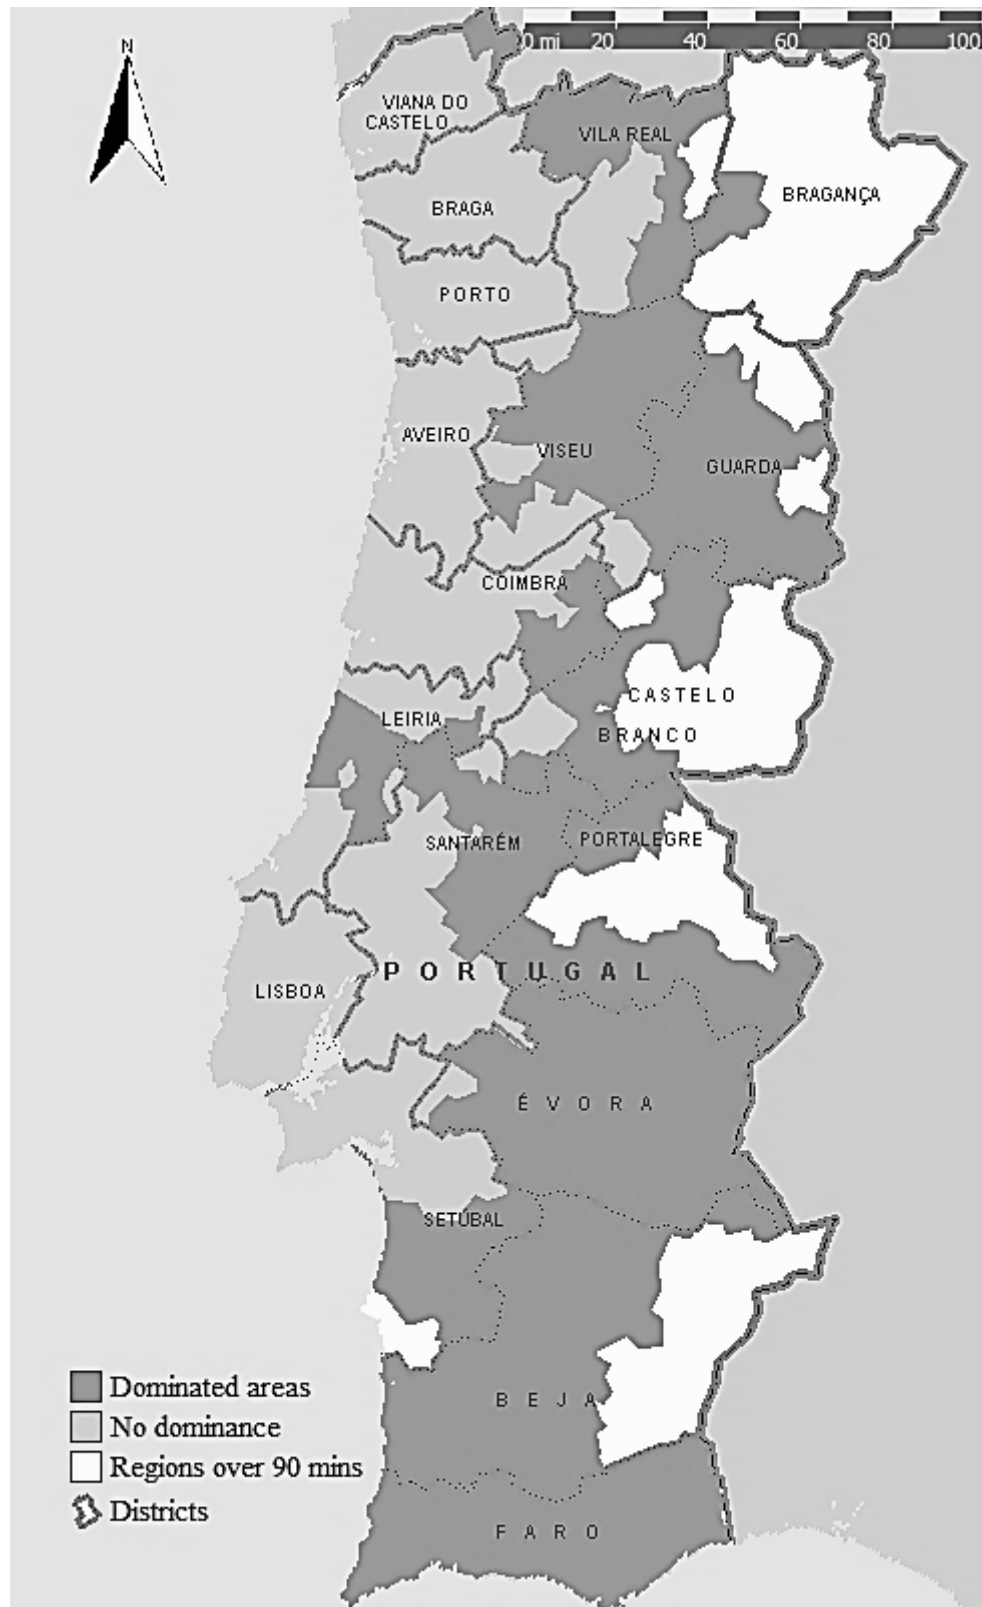 N
0 mi 20 40 60 80 100
VIANA DO
CASTELO
VILA REAL
BRAGANÇA
BRAGA
PORTO
AVEIRO
VISEU
GUARDA
COIMBRA
CASTELO
BRANCO
LEIRIA
SANTARÉM
PORTALEGRE
PORTUGAL
LISBOA
ÉVORA
SETÚBAL
BEJA
FARO
Dominated areas
No dominance
Regions over 90 mins
Districts